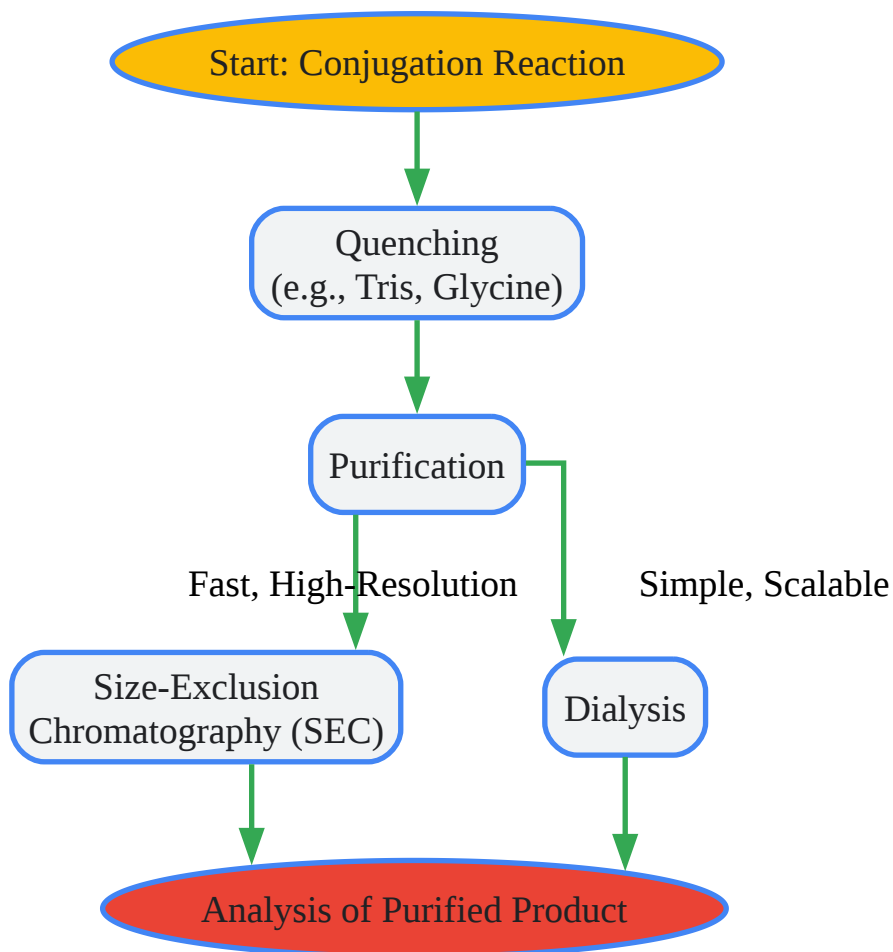 Start: Conjugation Reaction
Quenching
(e.g., Tris, Glycine)
Purification
Fast, High-Resolution
Simple, Scalable
Size-Exclusion
Chromatography (SEC)
Dialysis
Analysis of Purified Product